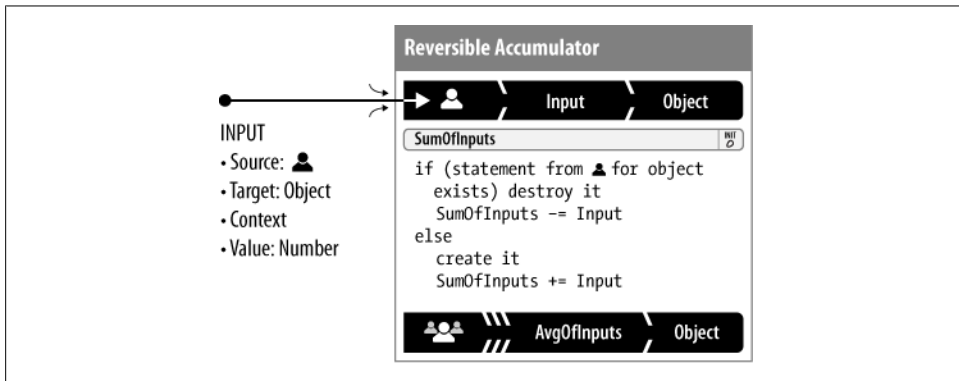 Reversible Accumulator
Input
Object
INPUT
• Source:
• Target: Object
• Context
• Value: Number
SumOfInputs
INIT
0
if (statement from for object
exists) destroy it
SumOfInputs -= Input
else
create it
SumOfInputs += Input
AvgOfInputs
Object